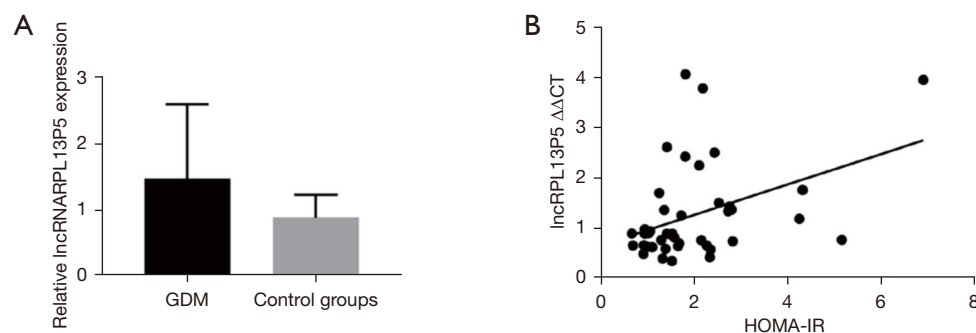 A
Relative lncRNARPL13P5 expression
3
2
1
0
GDM
Control groups
B
lncRPL13P5 ΔΔCT
5
4
3
2
1
0
0
2
4
6
8
HOMA-IR